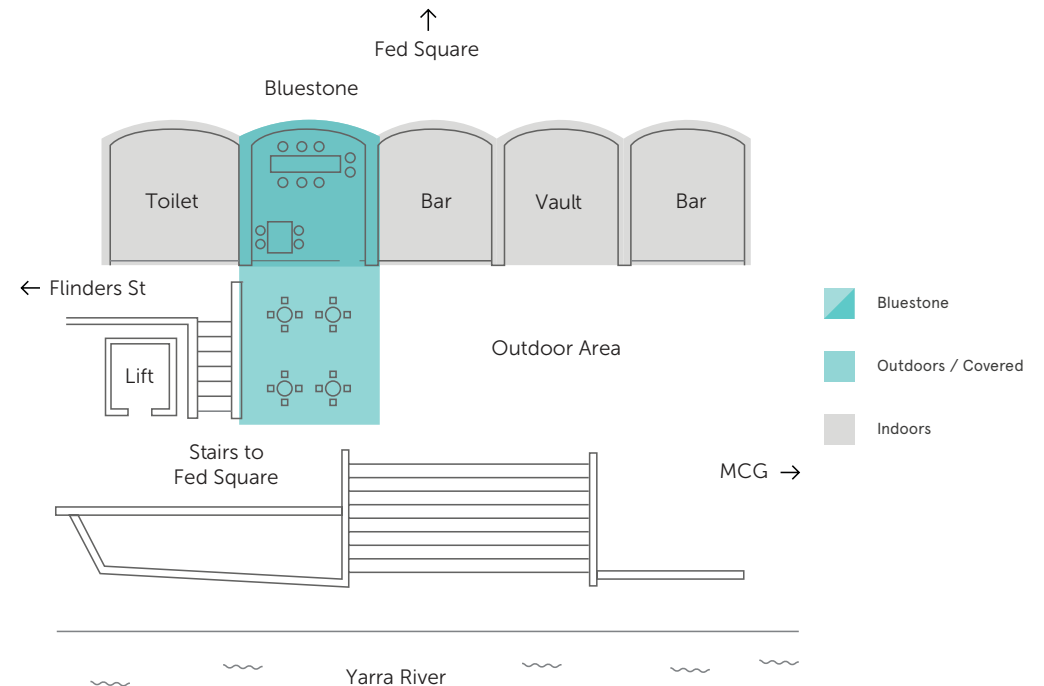 ↑
Fed Square
Bluestone
Toilet
Bar
Vault
Bar
← Flinders St
Bluestone
Outdoor Area
Outdoors / Covered
Lift
Indoors
Stairs to
Fed Square
MCG →
Yarra River